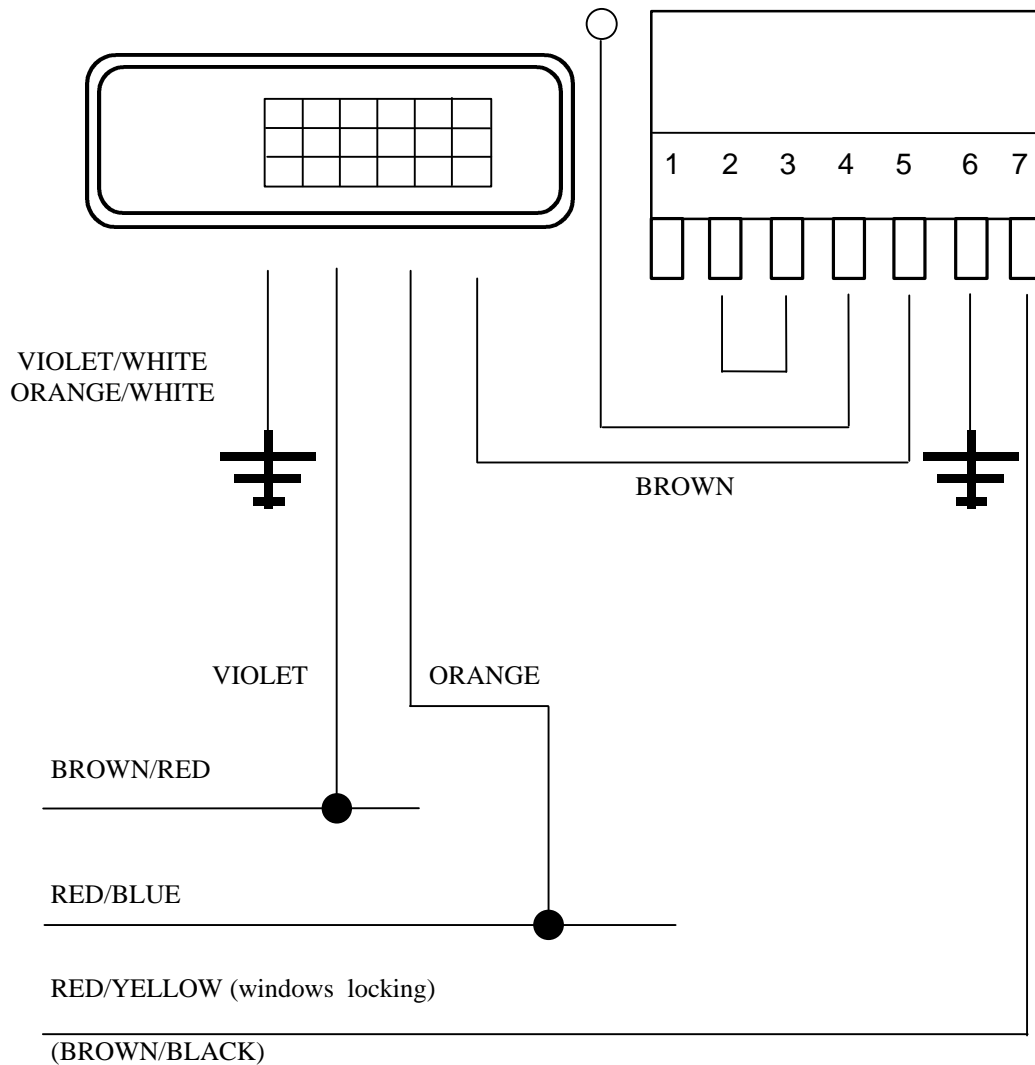 1 2 3 4 5 6 7
VIOLET/WHITE
ORANGE/WHITE
BROWN
VIOLET
ORANGE
BROWN/RED
RED/BLUE
RED/YELLOW (windows locking)
(BROWN/BLACK)